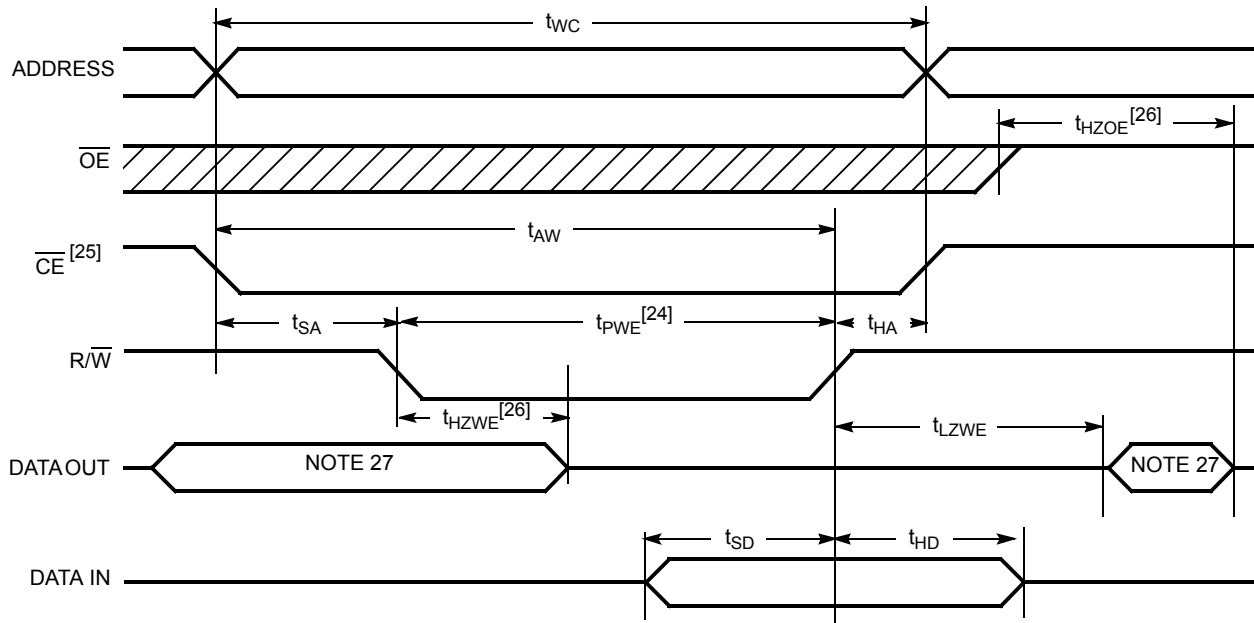 tWC
ADDRESS
tHZOE[26]
OE
tAW
CE [25]
tSA
tPWE[24]
tHA
R/W
tHZWE[26]
tLZWE
DATA OUT
NOTE 27
NOTE 27
tSD
tHD
DATA IN